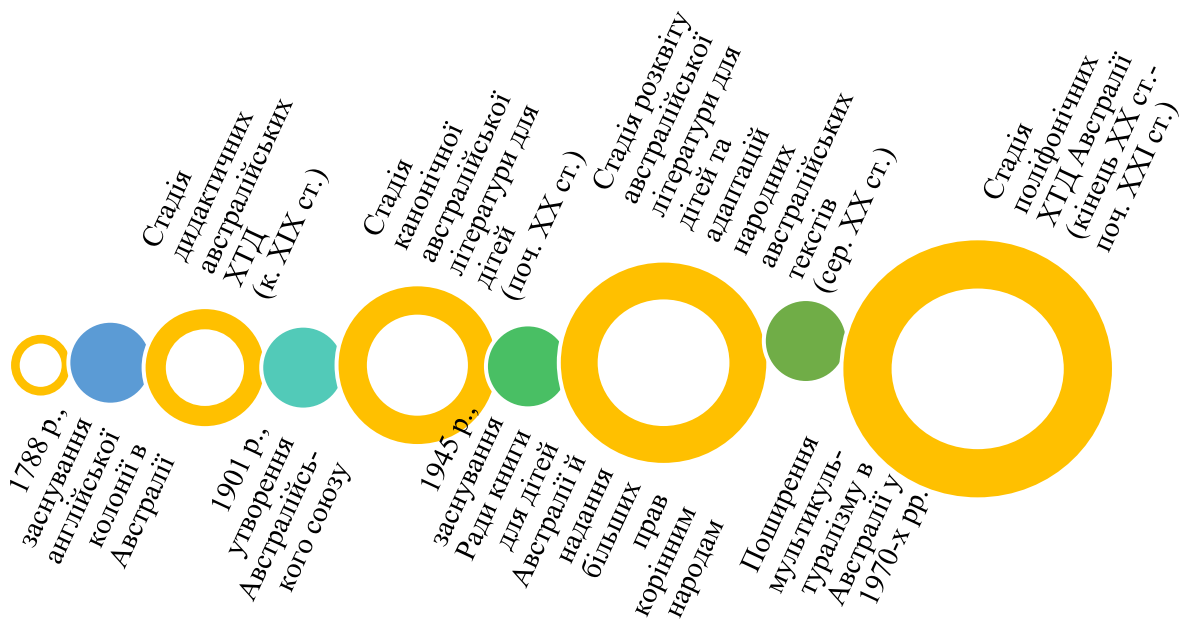 Стадія
дидактичних
австралійських
ХТД
(к. ХІХ ст.)
Стадія
канонічної
австралійської
літератури для
дітей
(поч. ХХ ст.)
Стадія розквіту
австралійської
літератури для
дітей та
адаптацій
народних
австралійських
текстів
(сер. ХХ ст.)
Стадія
поліфонічних
ХТД Австралії
(кінець ХХ ст.-
поч. ХХІ ст.)
1788 р.,
заснування
англійської
колонії в
Австралії
1901 р.,
утворення
Австралійсь-
кого союзу
1945 р.,
заснування
Ради книги
для дітей
Австралії й
надання
більших
прав
корінним
народам
Поширення
мультикуль-
туралізму в
Австралії у
1970-х рр.